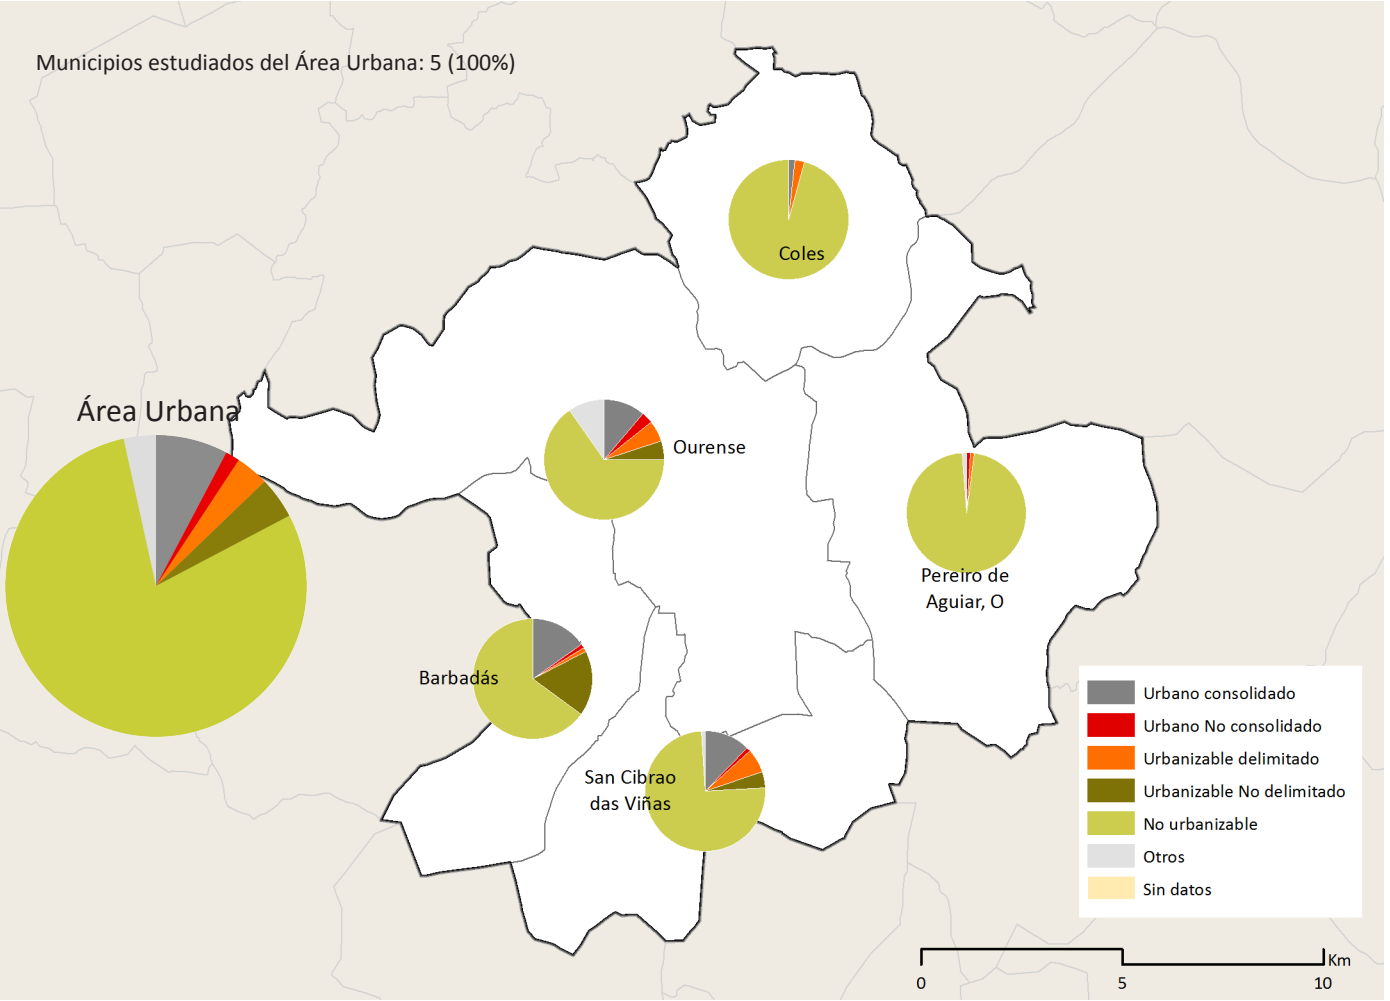 Municipios estudiados del Área Urbana: 5 (100%)
Coles
Área Urbana
Ourense
Pereiro de
Aguiar, O
Barbadás
San Cibrao
das Viñas
Urbano consolidado
Urbano No consolidado
Urbanizable delimitado
Urbanizable No delimitado
No urbanizable
Otros
Sin datos
Km
0 5 10